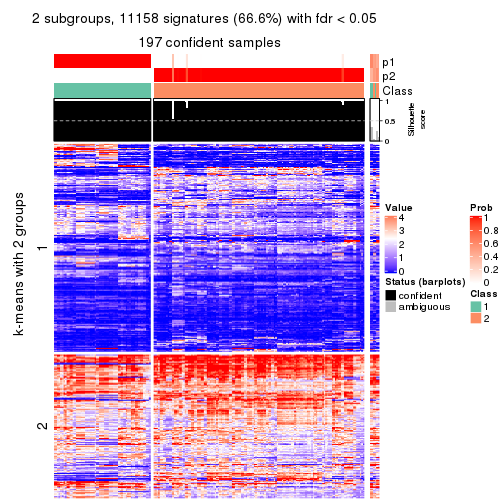 2 subgroups, 11158 signatures (66.6%) with fdr < 0.05
197 confident samples
p1
p2
Class
1
0.5
0
Silhouette
score
k-means with 2 groups
1
2
Value
4
3
2
1
0
Prob
1
0.8
0.6
0.4
0.2
0
Status (barplots)
confident
ambiguous
Class
1
2